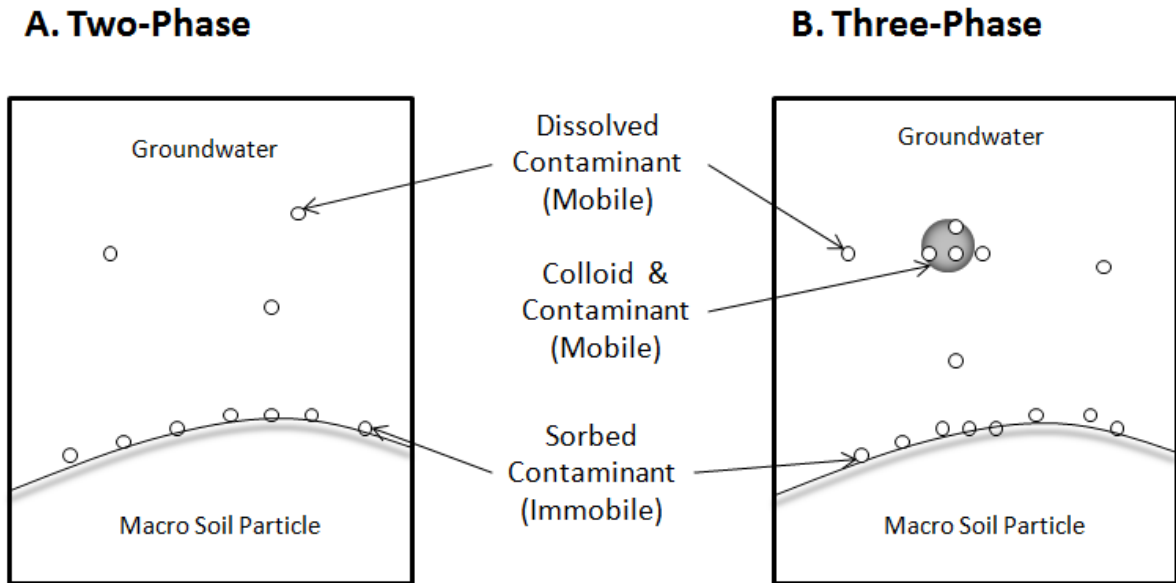 A. Two-Phase
B. Three-Phase
Groundwater
Dissolved
Contaminant
(Mobile)
Groundwater
Colloid &
Contaminant
(Mobile)
Sorbed
Contaminant
(Immobile)
Macro Soil Particle
Macro Soil Particle